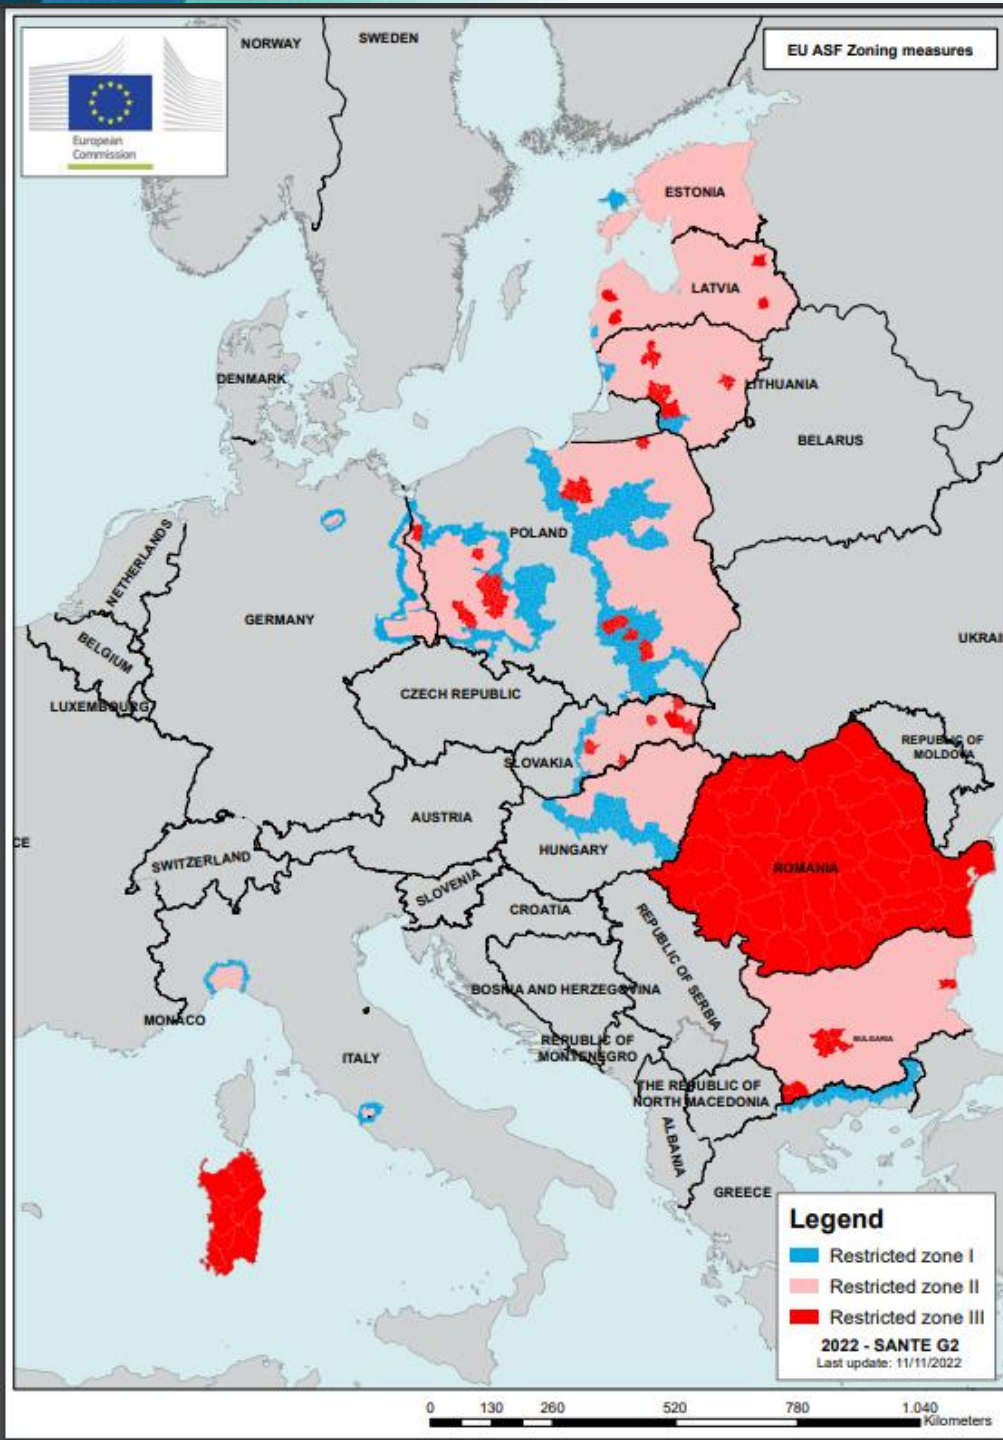 European
Commission
EU ASF Zoning measures
NORWAY
SWEDEN
ESTONIA
LATVIA
DENMARK
LITHUANIA
BELARUS
NETHERLANDS
POLAND
GERMANY
BELGIUM
UKRAI
LUXEMBOURG
CZECH REPUBLIC
REPUBLIC OF
MOLDOVA
SLOVAKIA
AUSTRIA
CE
SWITZERLAND
HUNGARY
ROMANIA
SLOVENIA
CROATIA
REPUBLIC OF SERBIA
BOSNIA AND HERZEGOVINA
MONACO
REPUBLIC OF
MONTENEGRO
BULGARIA
ITALY
THE REPUBLIC OF
NORTH MACEDONIA
ALBANIA
GREECE
Legend
Restricted zone I
Restricted zone II
Restricted zone III
2022 - SANTE G2
Last update: 11/11/2022
0 130 260 520 780 1.040
Kilometers